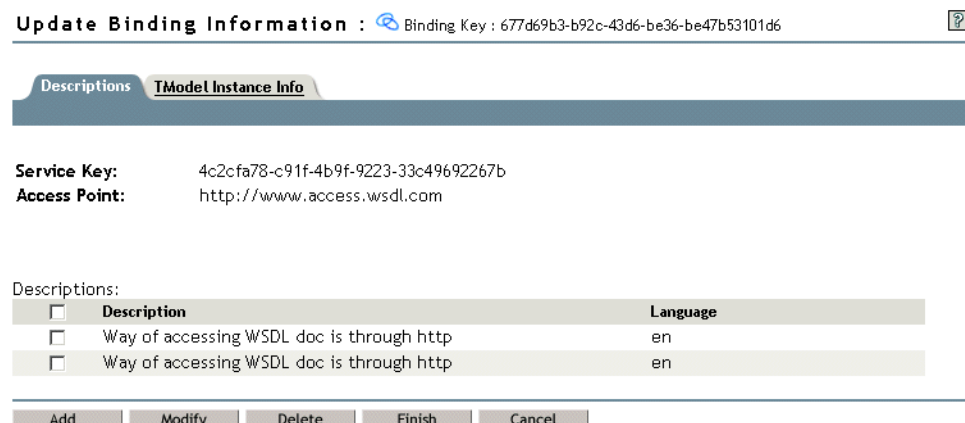 Update Binding Information : Binding Key : 677d69b3-b92c-43d6-be36-be47b53101d6 ?
Descriptions TModel Instance Info
Service Key: 4c2cfa78-c91f-4b9f-9223-33c49692267b
Access Point: http://www.access.wsdl.com
Descriptions:
Description Language
Way of accessing WSDL doc is through http en
Way of accessing WSDL doc is through http en
Add Modify Delete Finish Cancel